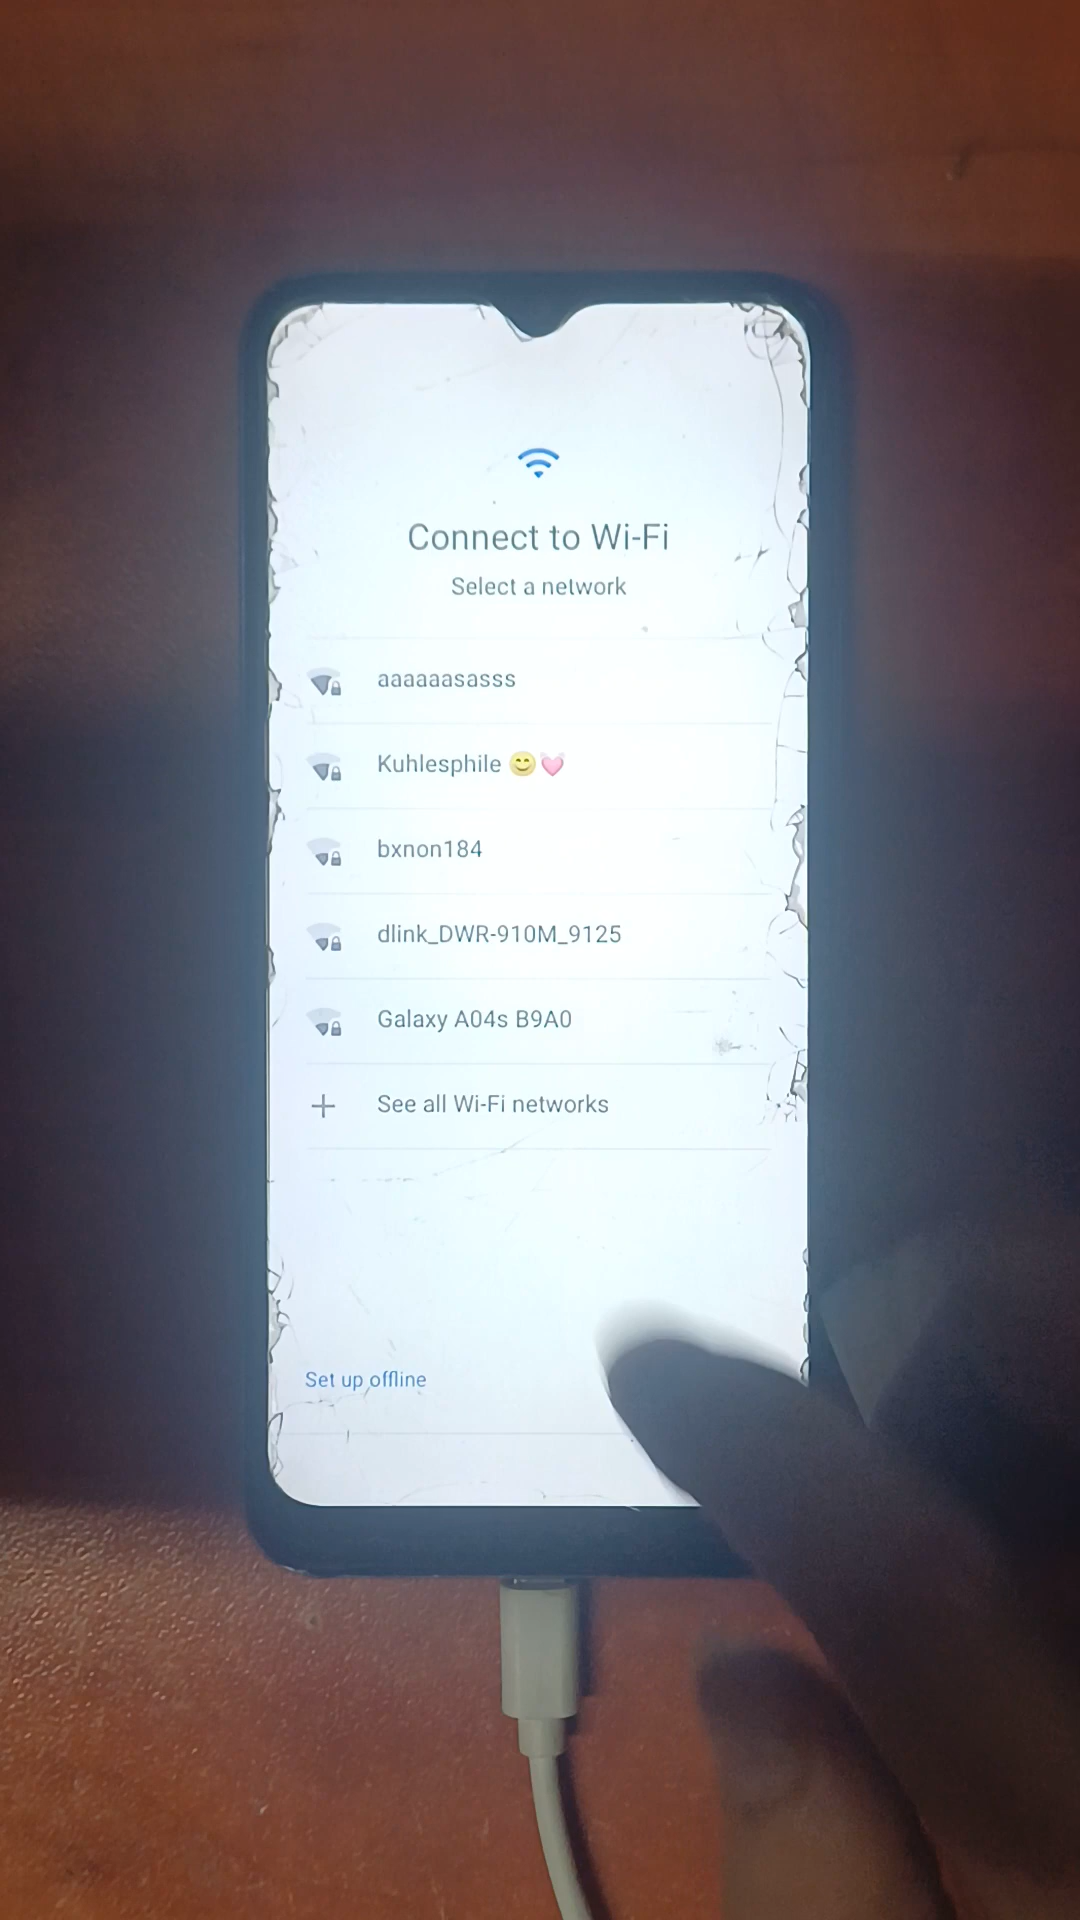 Connect to Wi-Fi
Select a network
aaaaaasasss
Kuhlesphile 😊💓
bxnon184
dlink_DWR-910M_9125
Galaxy A04s B9A0
See all Wi-Fi networks
Set up offline